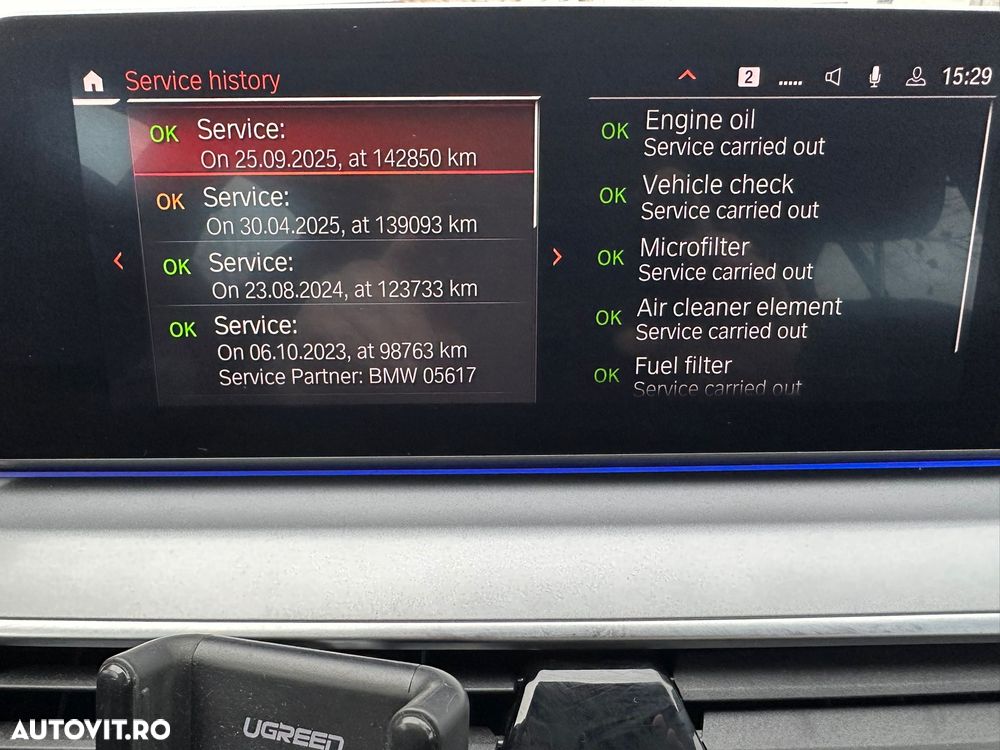 Service history
2
15:29
OK Service:
On 25.09.2025, at 142850 km
OK Service:
On 30.04.2025, at 139093 km
OK Service:
On 23.08.2024, at 123733 km
OK Service:
On 06.10.2023, at 98763 km
Service Partner: BMW 05617
OK Engine oil
Service carried out
OK Vehicle check
Service carried out
OK Microfilter
Service carried out
OK Air cleaner element
Service carried out
OK Fuel filter
Service carried out
UGREEN
AUTOVIT.RO